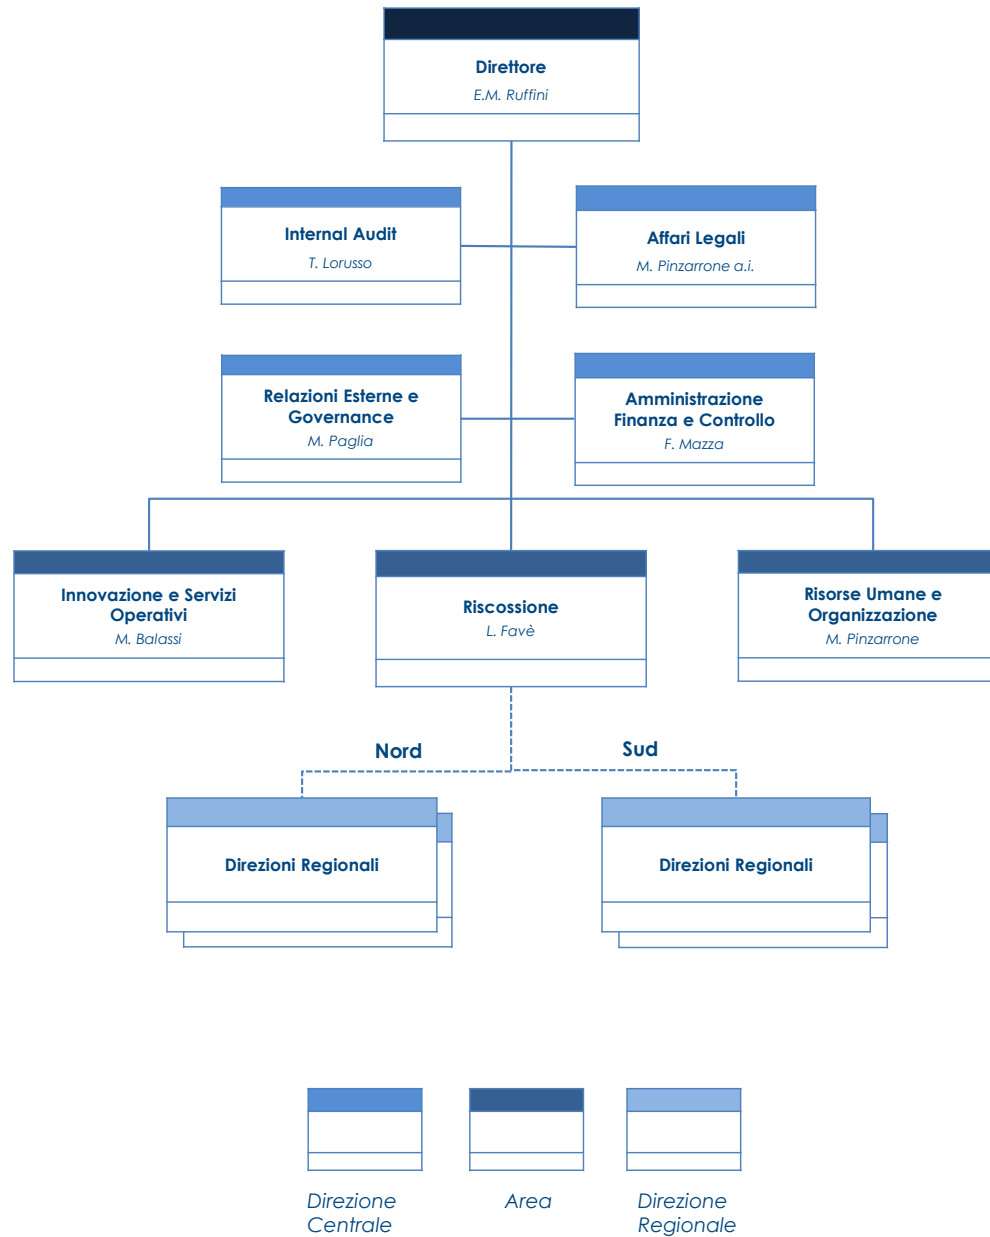 Direttore
E.M. Ruffini
Internal Audit
T. Lorusso
Affari Legali
M. Pinzarrone a.i.
Relazioni Esterne e
Governance
M. Paglia
Amministrazione
Finanza e Controllo
F. Mazza
Innovazione e Servizi
Operativi
M. Balassi
Riscossione
L. Favè
Risorse Umane e
Organizzazione
M. Pinzarrone
Nord
Sud
Direzioni Regionali
Direzioni Regionali
Direzione
Centrale
Area
Direzione
Regionale